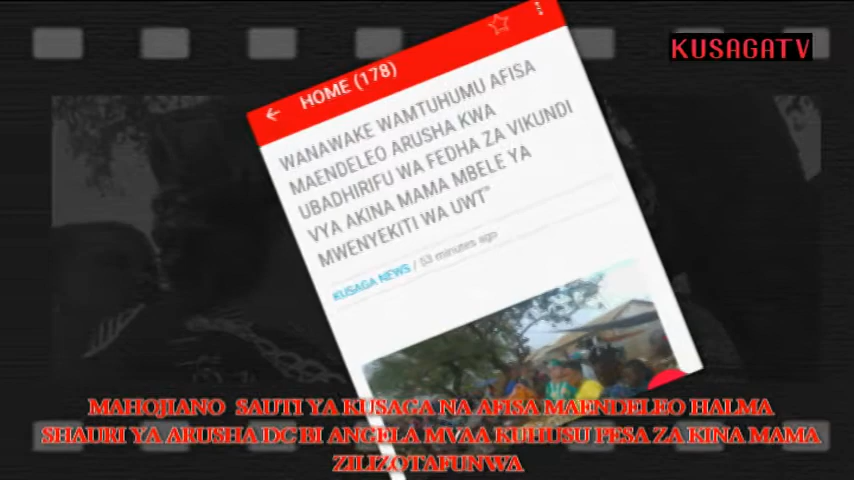 KUSAGATV
HOME (178)
WANAWAKE WAMTUHUMU AFISA
MAENDELEO ARUSHA KWA
UBADHIRIFU WA FEDHA ZA VIKUNDI
VYA AKINA MAMA MBELE YA
MWENYEKITI WA UWT"
KUSAGA NEWS / 53 minutes ago
MAHOJIANO SAUTI YA KUSAGA NA AFISA MAENDELEO HALMA
SHAURI YA ARUSHA DC BI ANGELA MVAA KUHUSU PESA ZA KINA MAMA
ZILIZOTAFUNWA